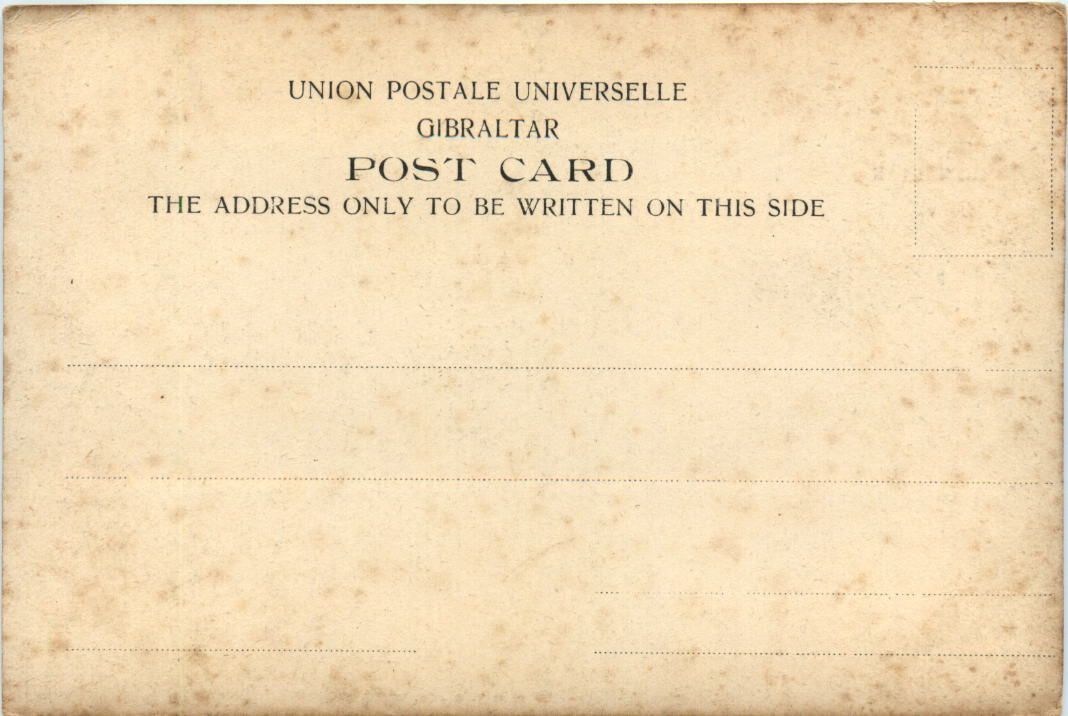 UNION POSTALE UNIVERSELLE
GIBRALTAR
POST CARD
THE ADDRESS ONLY TO BE WRITTEN ON THIS SIDE